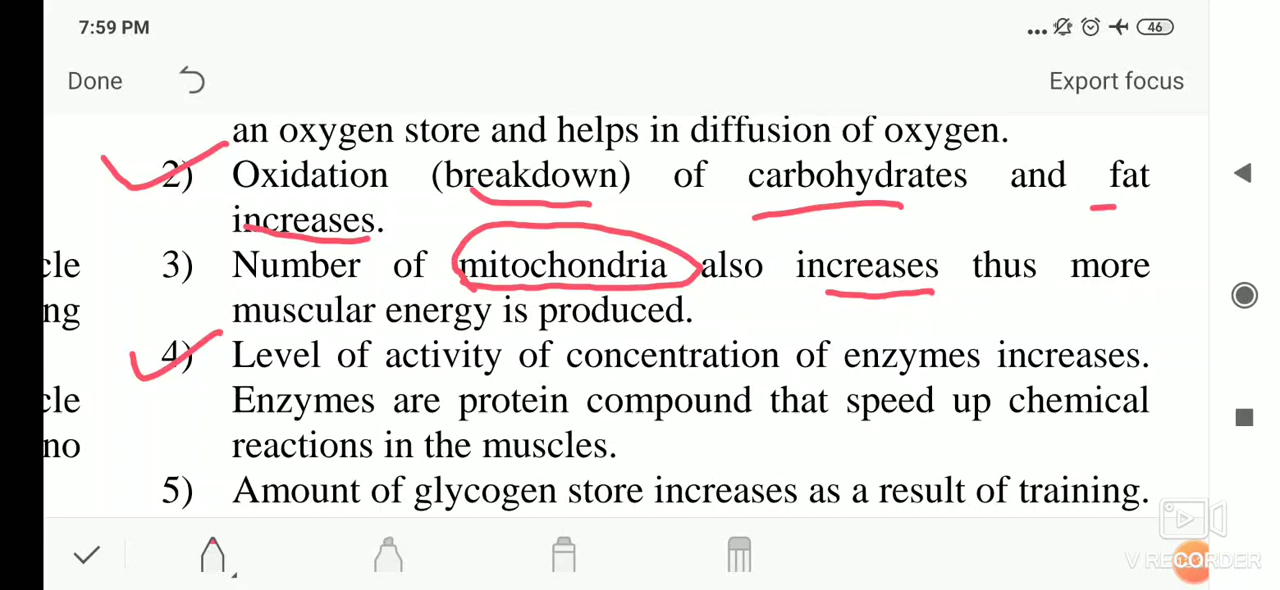 7:59 PM
46
Done
Export focus
an oxygen store and helps in diffusion of oxygen.
2) Oxidation (breakdown) of carbohydrates and fat
increases.
cle
3) Number of mitochondria also increases thus more
ng
muscular energy is produced.
4) Level of activity of concentration of enzymes increases.
cle
Enzymes are protein compound that speed up chemical
no
reactions in the muscles.
5) Amount of glycogen store increases as a result of training.
V RECORDER